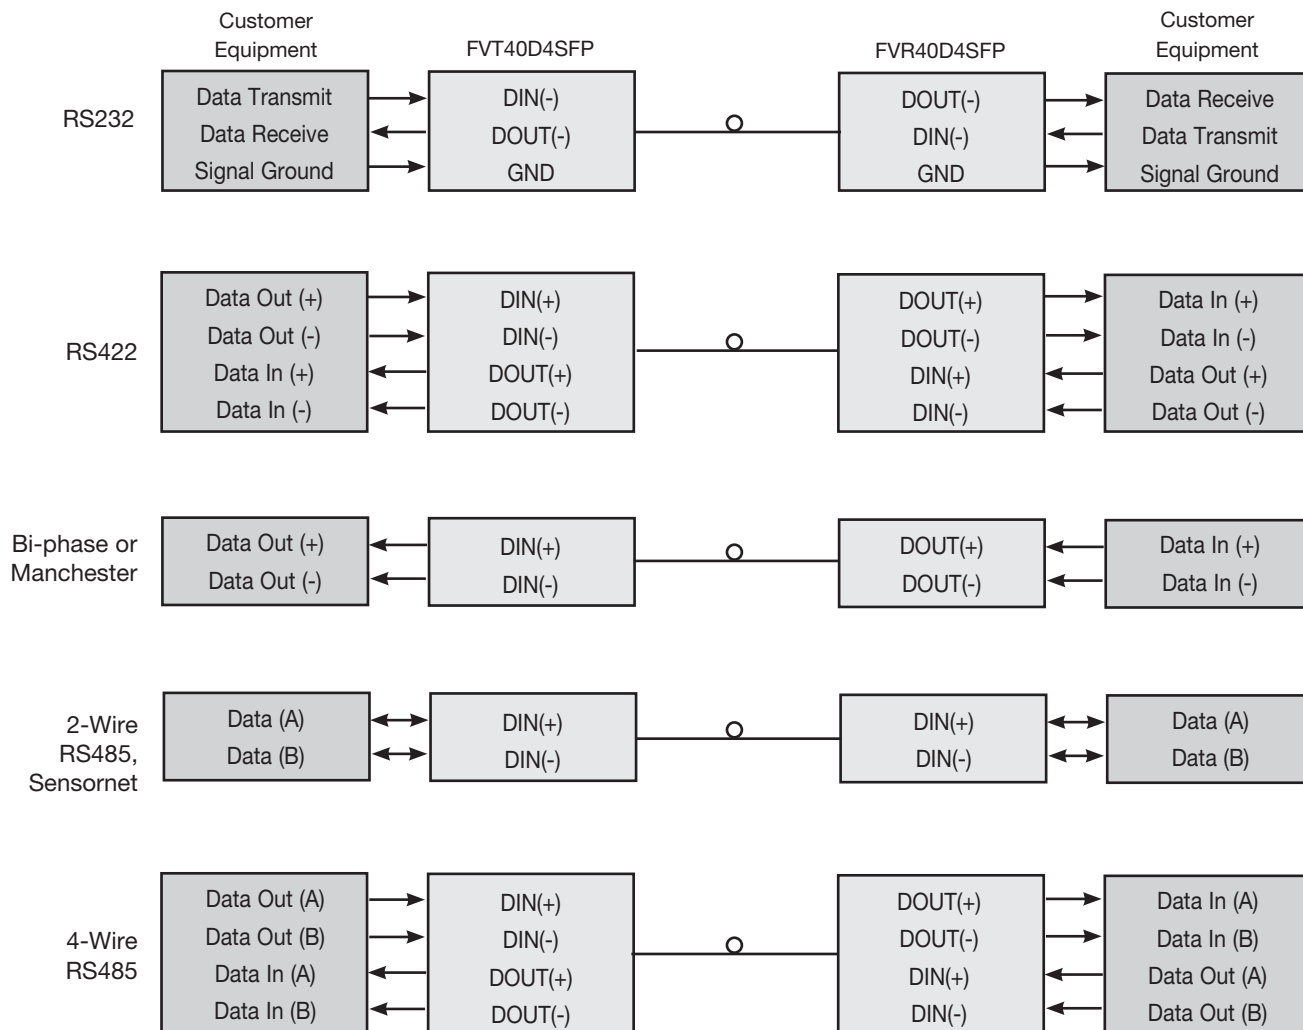 Customer
Equipment
FVT40D4SFP
FVR40D4SFP
Customer
Equipment
RS232
Data Transmit
Data Receive
Signal Ground
DIN(-)
DOUT(-)
GND
DOUT(-)
DIN(-)
GND
Data Receive
Data Transmit
Signal Ground
RS422
Data Out (+)
Data Out (-)
Data In (+)
Data In (-)
DIN(+)
DIN(-)
DOUT(+)
DOUT(-)
DOUT(+)
DOUT(-)
DIN(+)
DIN(-)
Data In (+)
Data In (-)
Data Out (+)
Data Out (-)
Bi-phase or
Manchester
Data Out (+)
Data Out (-)
DIN(+)
DIN(-)
DOUT(+)
DOUT(-)
Data In (+)
Data In (-)
2-Wire
RS485,
Sensornet
Data (A)
Data (B)
DIN(+)
DIN(-)
DIN(+)
DIN(-)
Data (A)
Data (B)
4-Wire
RS485
Data Out (A)
Data Out (B)
Data In (A)
Data In (B)
DIN(+)
DIN(-)
DOUT(+)
DOUT(-)
DOUT(+)
DOUT(-)
DIN(+)
DIN(-)
Data In (A)
Data In (B)
Data Out (A)
Data Out (B)